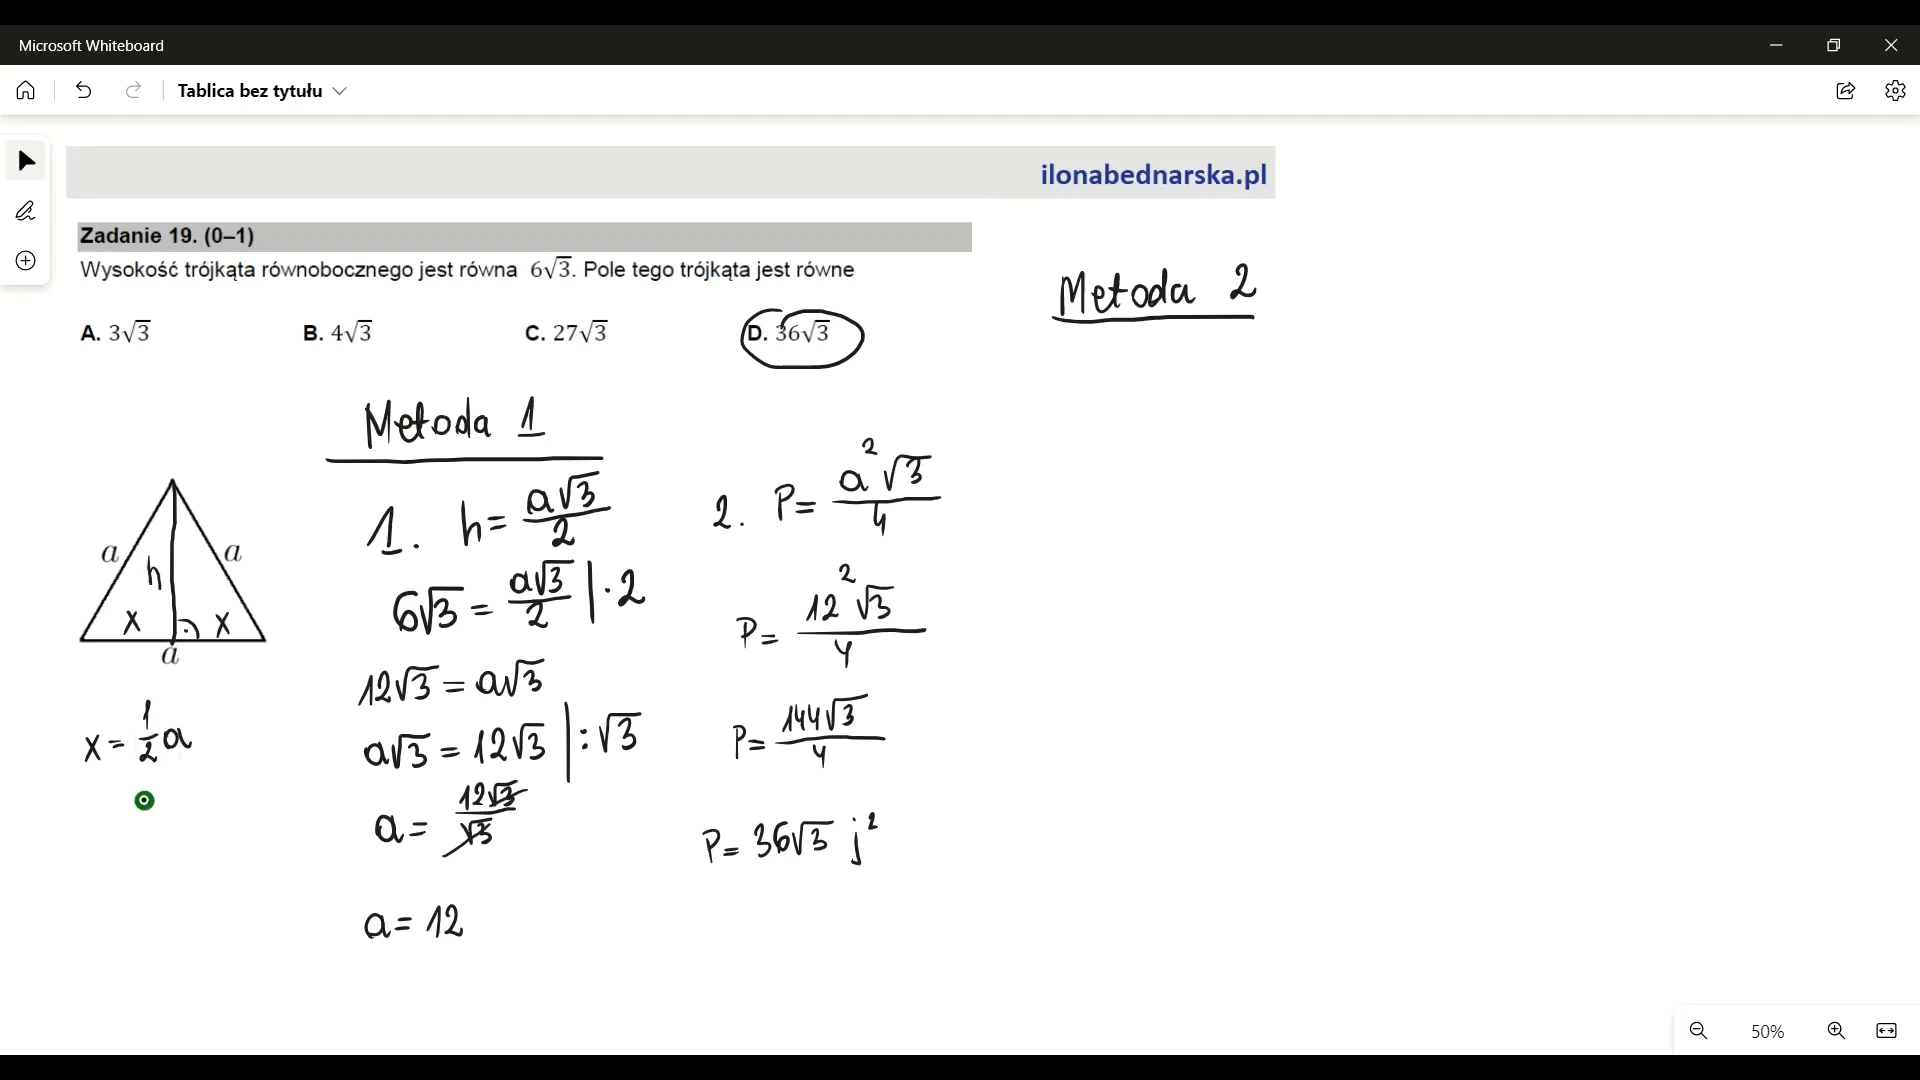 Microsoft Whiteboard
Tablica bez tytułu
ilonabednarska.pl
Zadanie 19. (0–1)
Wysokość trójkąta równobocznego jest równa 6√3. Pole tego trójkąta jest równe
A. 3√3 B. 4√3 C. 27√3 D. 36√3
Metoda 1
a a
h
x x
a
x = 1/2 a
1. h = a√3/2
6√3 = a√3/2 | · 2
12√3 = a√3
a√3 = 12√3 | : √3
a = 12√3/√3
a = 12
2. P = a²√3/4
P = 12²√3/4
P = 144√3/4
P = 36√3 j²
Metoda 2
50%